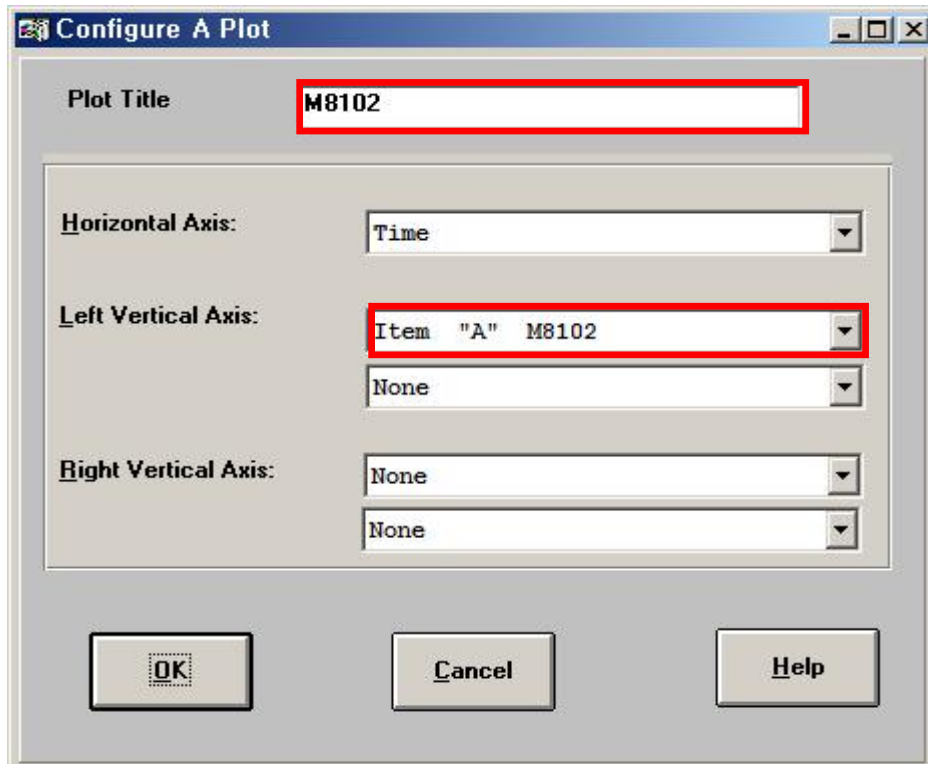 Configure A Plot
Plot Title M8102
Horizontal Axis: Time
Left Vertical Axis: Item "A" M8102
None
Right Vertical Axis: None
None
OK Cancel Help